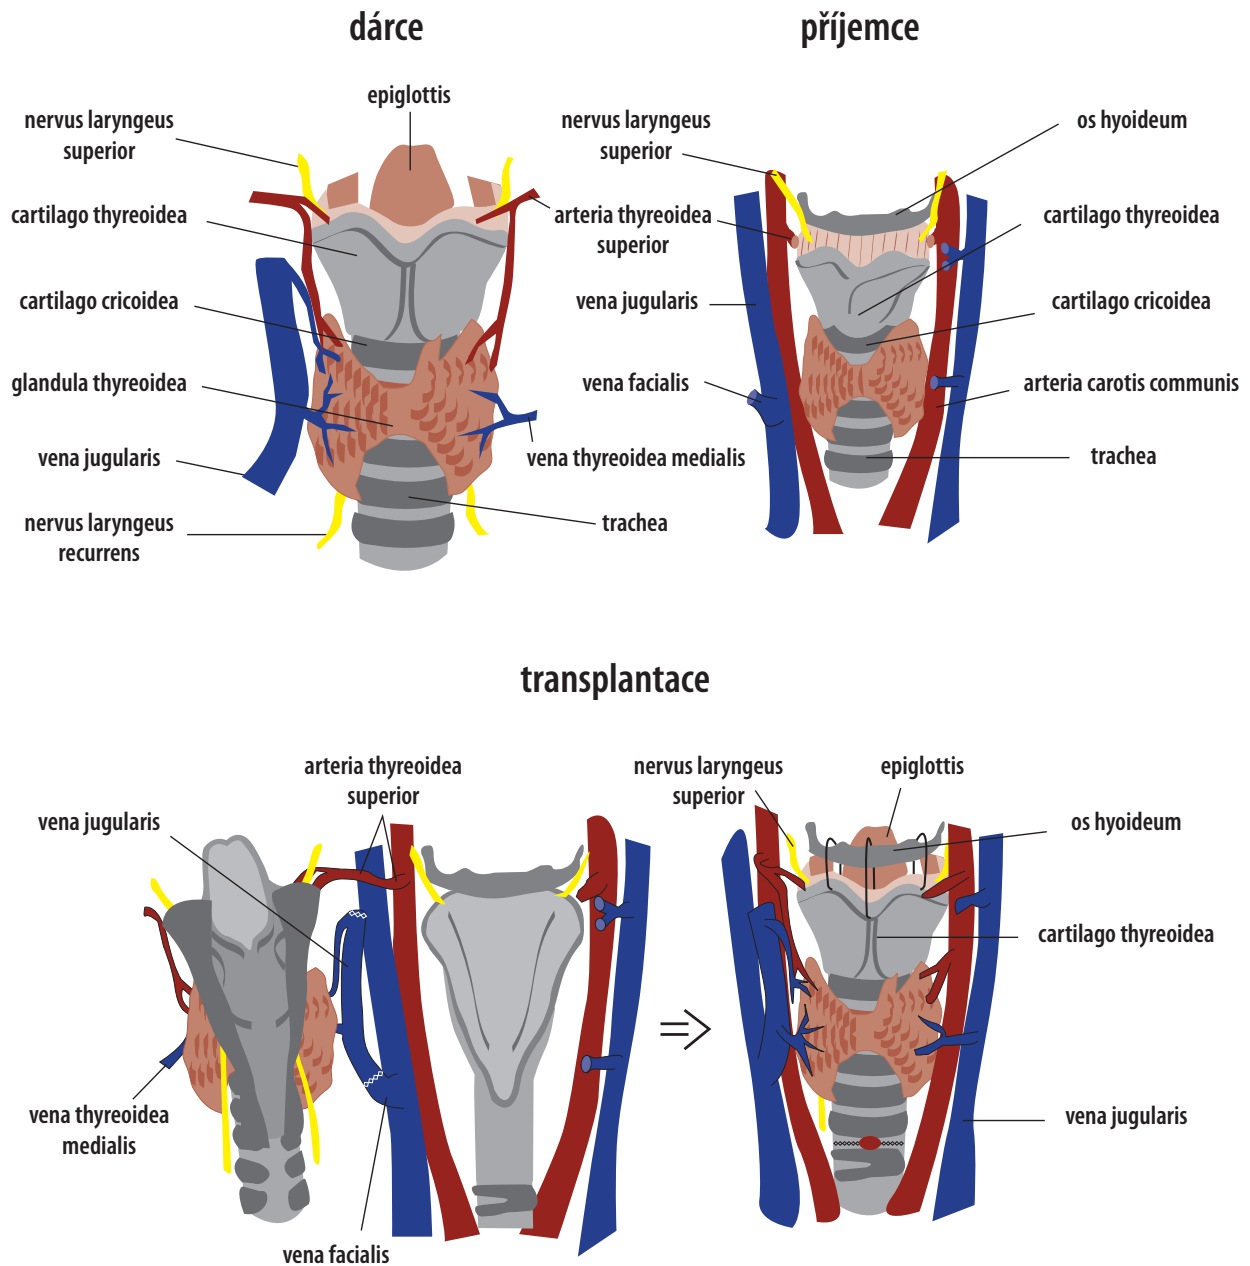 dárce
příjemce
epiglottis
nervus laryngeus
superior
cartilago thyreoidea
cartilago cricoidea
glandula thyreoidea
vena jugularis
nervus laryngeus
recurrens
nervus laryngeus
superior
arteria thyreoidea
superior
vena jugularis
vena facialis
vena thyreoidea medialis
trachea
os hyoideum
cartilago thyreoidea
cartilago cricoidea
arteria carotis communis
trachea
transplantace
arteria thyreoidea
superior
vena jugularis
vena thyreoidea
medialis
vena facialis
nervus laryngeus
superior
epiglottis
os hyoideum
cartilago thyreoidea
vena jugularis